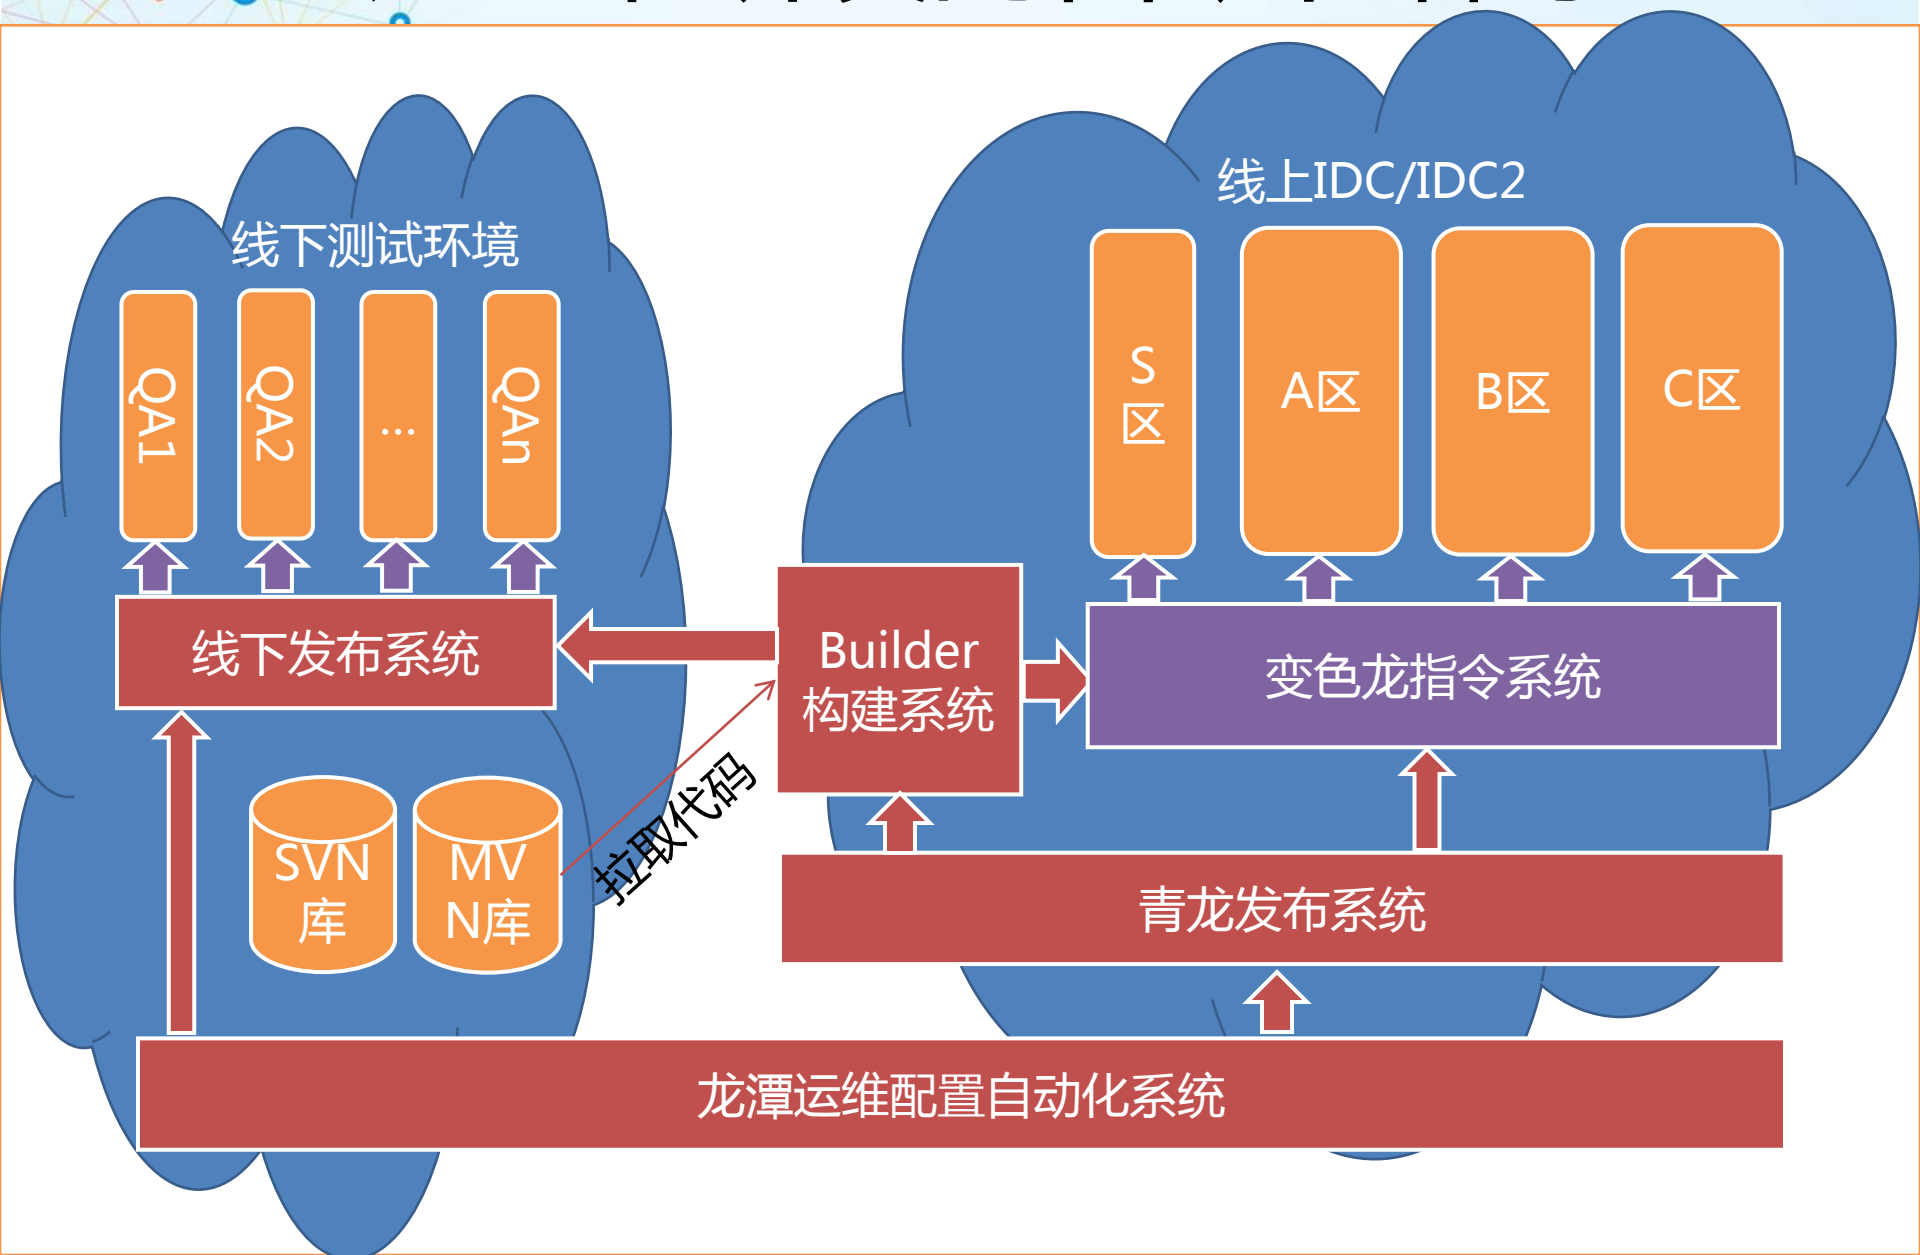 线下测试环境
QA1
QA2
...
QAn
线下发布系统
SVN
库
MV
N库
拉取代码
Builder
构建系统
线上IDC/IDC2
S
区
A区
B区
C区
变色龙指令系统
青龙发布系统
龙潭运维配置自动化系统